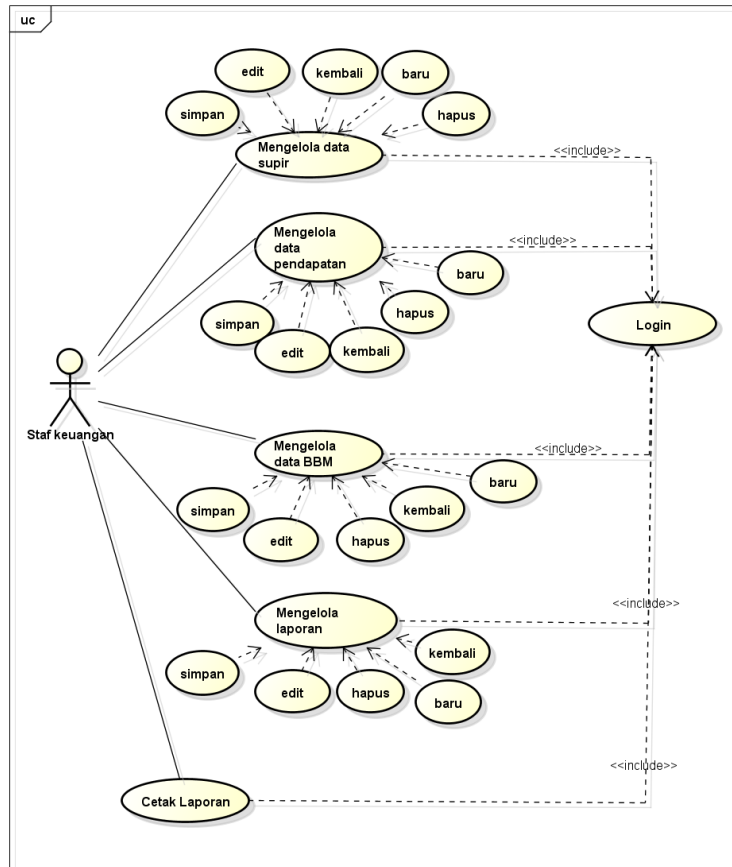 uc
edit
kembali
baru
simpan
hapus
Mengelola data
supir
<<include>>
Mengelola
data
pendapatan
<<include>>
baru
simpan
hapus
edit
kembali
Login
Staf keuangan
Mengelola
data BBM
<<include>>
baru
simpan
kembali
edit
hapus
Mengelola
laporan
<<include>>
kembali
simpan
edit
hapus
baru
<<include>>
Cetak Laporan